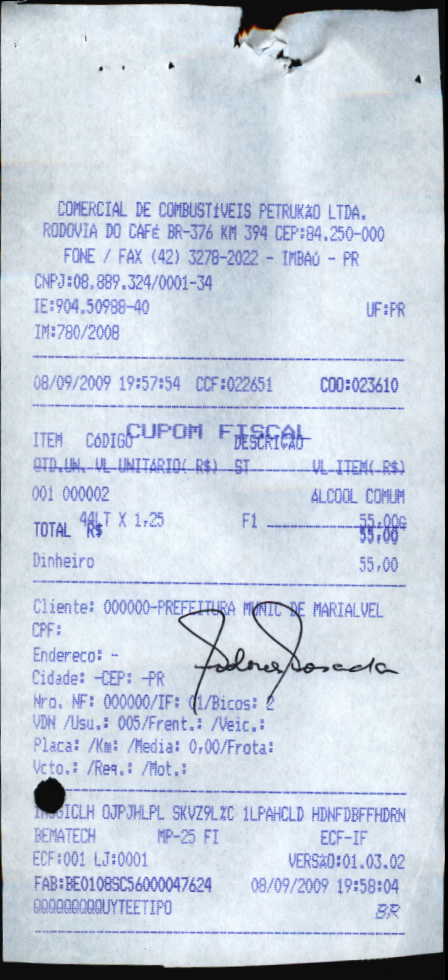 COMERCIAL DE COMBUSTíVEIS PETRUKãO LTDA.
RODOVIA DO CAFé BR-376 KM 394 CEP:84.250-000
FONE / FAX (42) 3278-2022 - IMBAú - PR
CNPJ:08.889.324/0001-34
IE:904.50988-40 UF:PR
IM:780/2008
08/09/2009 19:57:54 CCF:022651 COO:023610
CUPOM FISCAL
ITEM CóDIGO DESCRIÇÃO
QTD.UN. VL UNITÁRIO( R$) ST VL ITEM( R$)
001 000002 ALCOOL COMUM
44LT X 1,25 F1 55,00G
TOTAL R$ 55,00
Dinheiro 55,00
Cliente: 000000-PREFEITURA MUNIC DE MARIALVEL
CPF:
Endereco: -
Cidade: -CEP: -PR
Nro. NF: 000000/IF: 01/Bicos: 2
VDN /Usu.: 005/Frent.: /Veic.:
Placa: /Km: /Media: 0,00/Frota:
Vcto.: /Req.: /Mot.:
OJPJHLPL SKVZ9L%C 1LPAHCLD HDNFDBFFHDRN
BEMATECH MP-25 FI ECF-IF
ECF:001 LJ:0001 VERSÃO:01.03.02
FAB:BE0108SC56000047624 08/09/2009 19:58:04
QQQQQQQQQUYTEETIPO BR